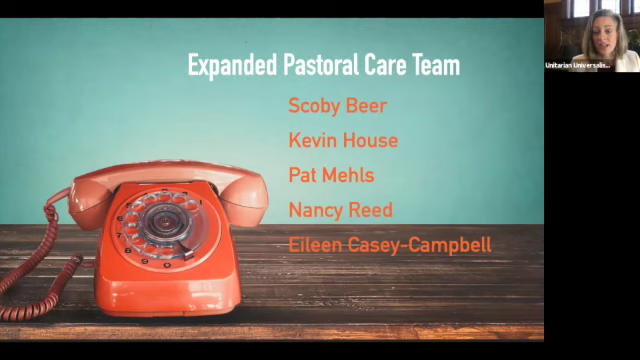 Expanded Pastoral Care Team
Scoby Beer
Kevin House
Pat Mehls
Nancy Reed
Eileen Casey-Campbell
Unitarian Universalis...